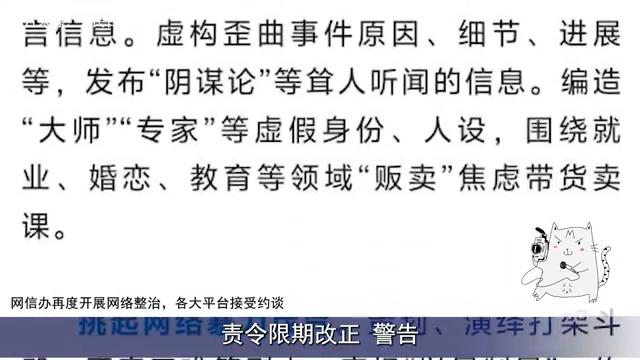 言信息。虚构歪曲事件原因、细节、进展
等，发布“阴谋论”等耸人听闻的信息。编造
“大师”“专家”等虚假身份、人设，围绕就
业、婚恋、教育等领域“贩卖”焦虑带货卖
课。
网信办再度开展网络整治，各大平台接受约谈
挑起网络暴力
演绎打架斗
责令限期改正 警告